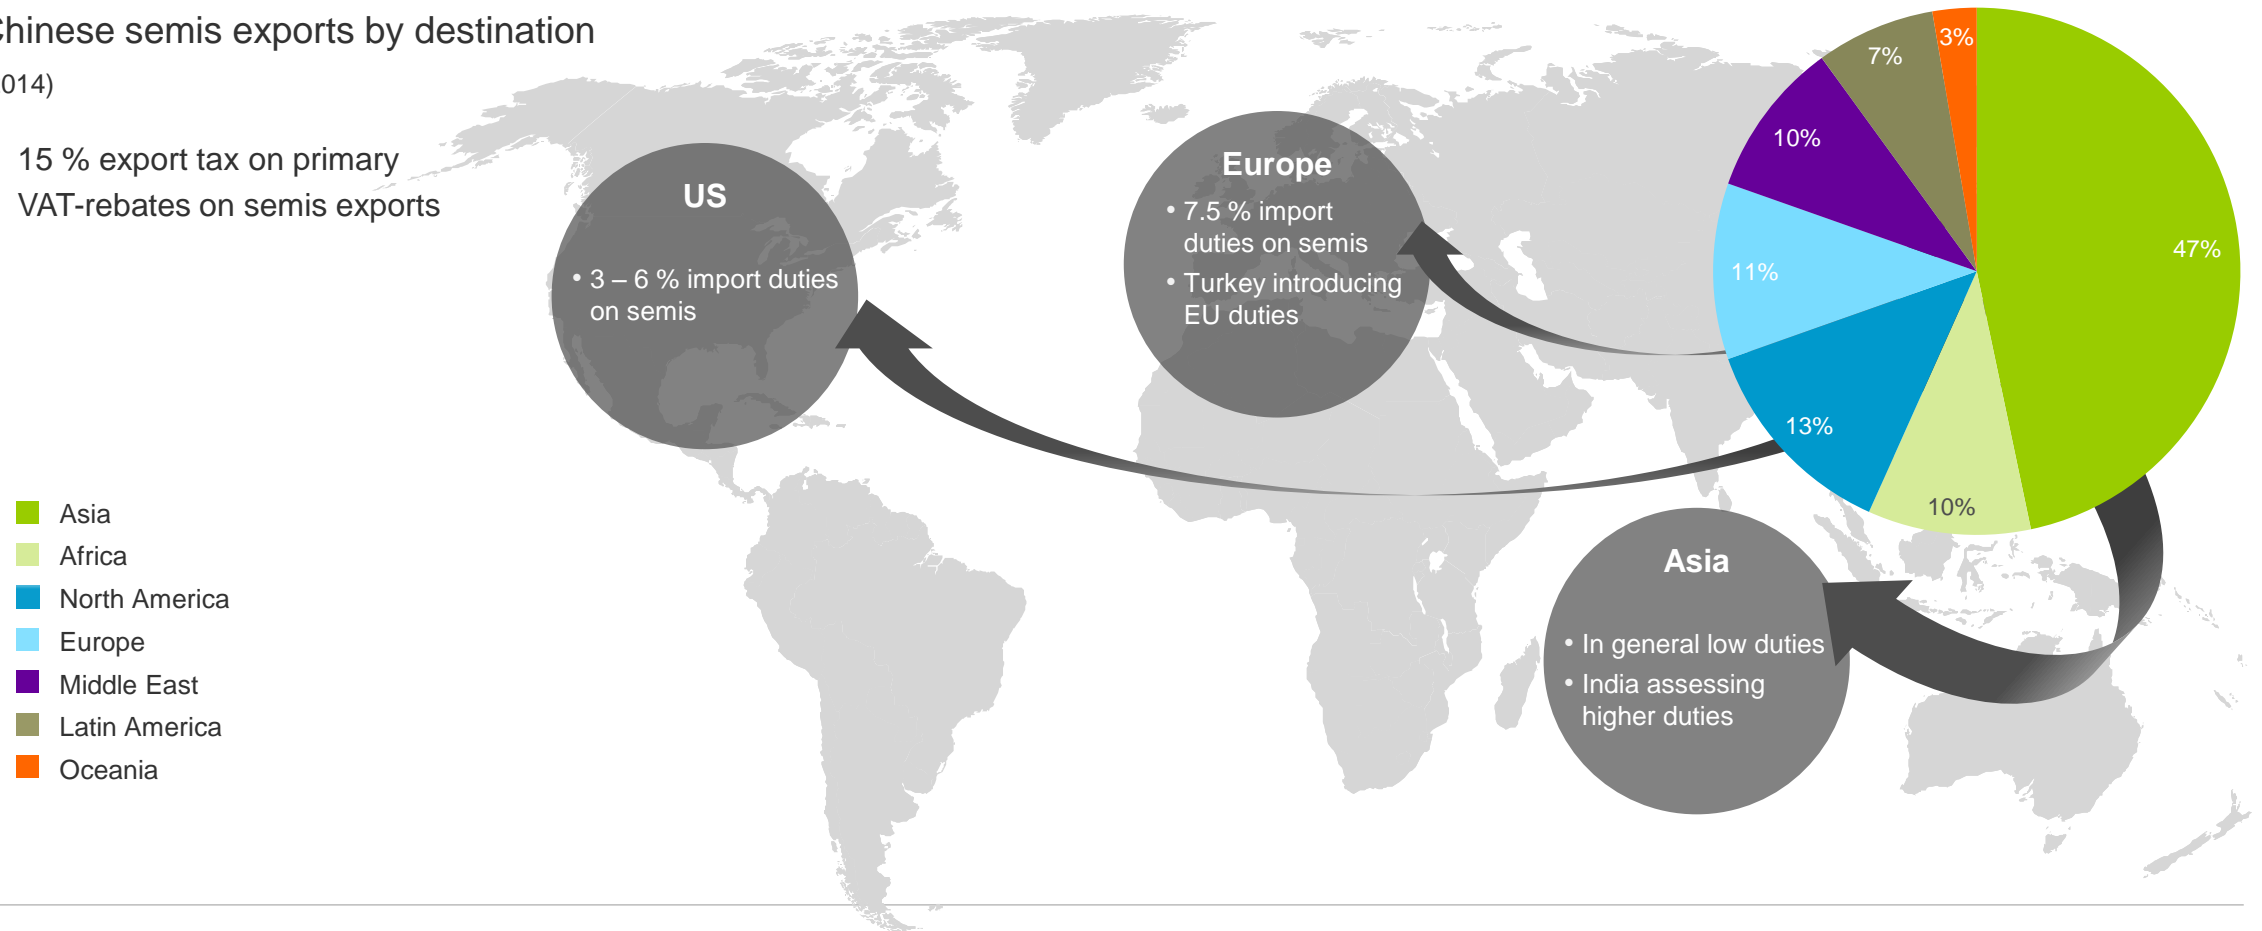 Chinese semis exports by destination
014)
15 % export tax on primary
VAT-rebates on semis exports
US
• 3 – 6 % import duties
on semis
Europe
• 7.5 % import
duties on semis
• Turkey introducing
EU duties
Asia
• In general low duties
• India assessing
higher duties
3%
7%
10%
11%
13%
10%
47%
Asia
Africa
North America
Europe
Middle East
Latin America
Oceania